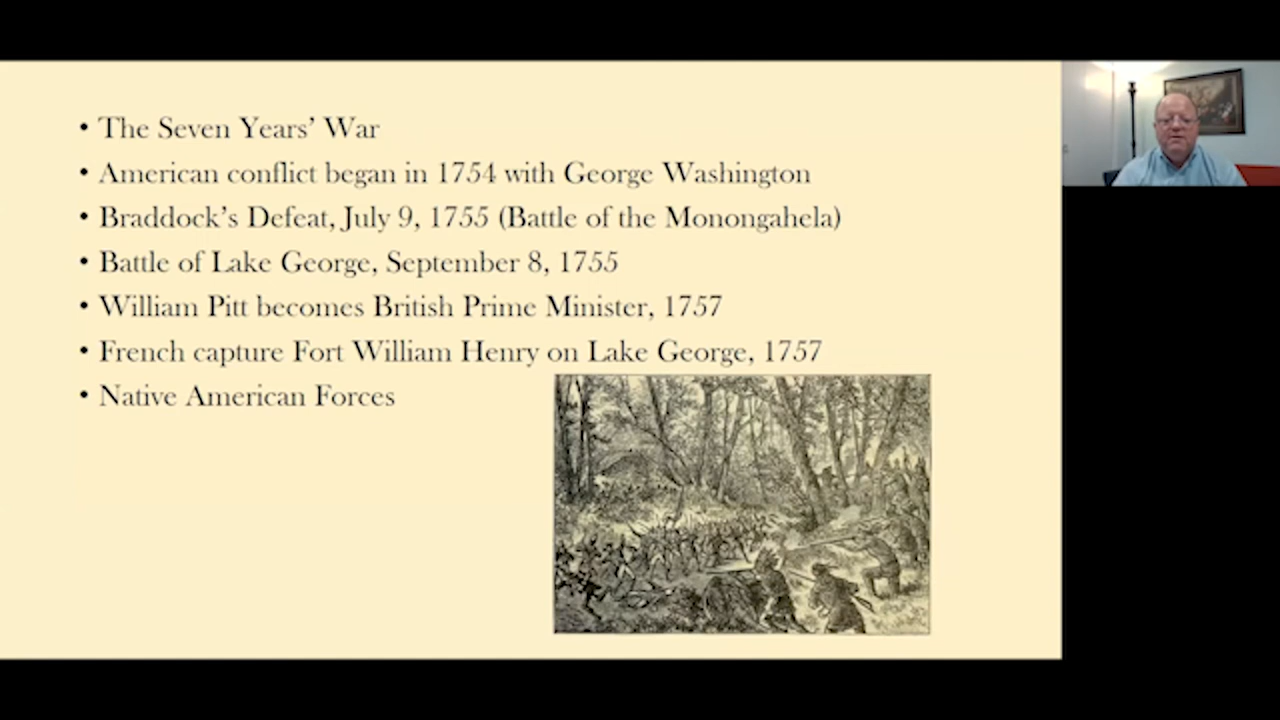 • The Seven Years’ War
• American conflict began in 1754 with George Washington
• Braddock’s Defeat, July 9, 1755 (Battle of the Monongahela)
• Battle of Lake George, September 8, 1755
• William Pitt becomes British Prime Minister, 1757
• French capture Fort William Henry on Lake George, 1757
• Native American Forces